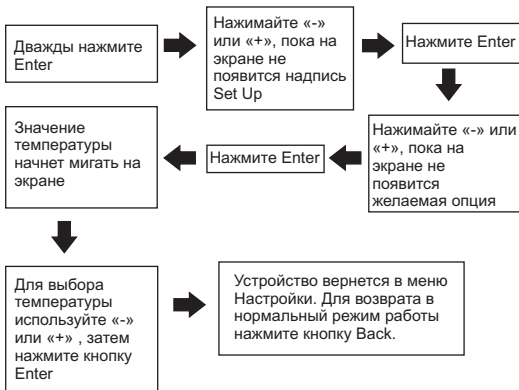 Дважды нажмите
Enter
Нажимайте «-»
или «+», пока на
экране не
появится надпись
Set Up
Нажмите Enter
Нажимайте «-» или
«+», пока на
экране не
появится
желаемая опция
Нажмите Enter
Значение
температуры
начнет мигать на
экране
Для выбора
температуры
используйте «-»
или «+» , затем
нажмите кнопку
Enter
Устройство вернется в меню
Настройки. Для возврата в
нормальный режим работы
нажмите кнопку Back.